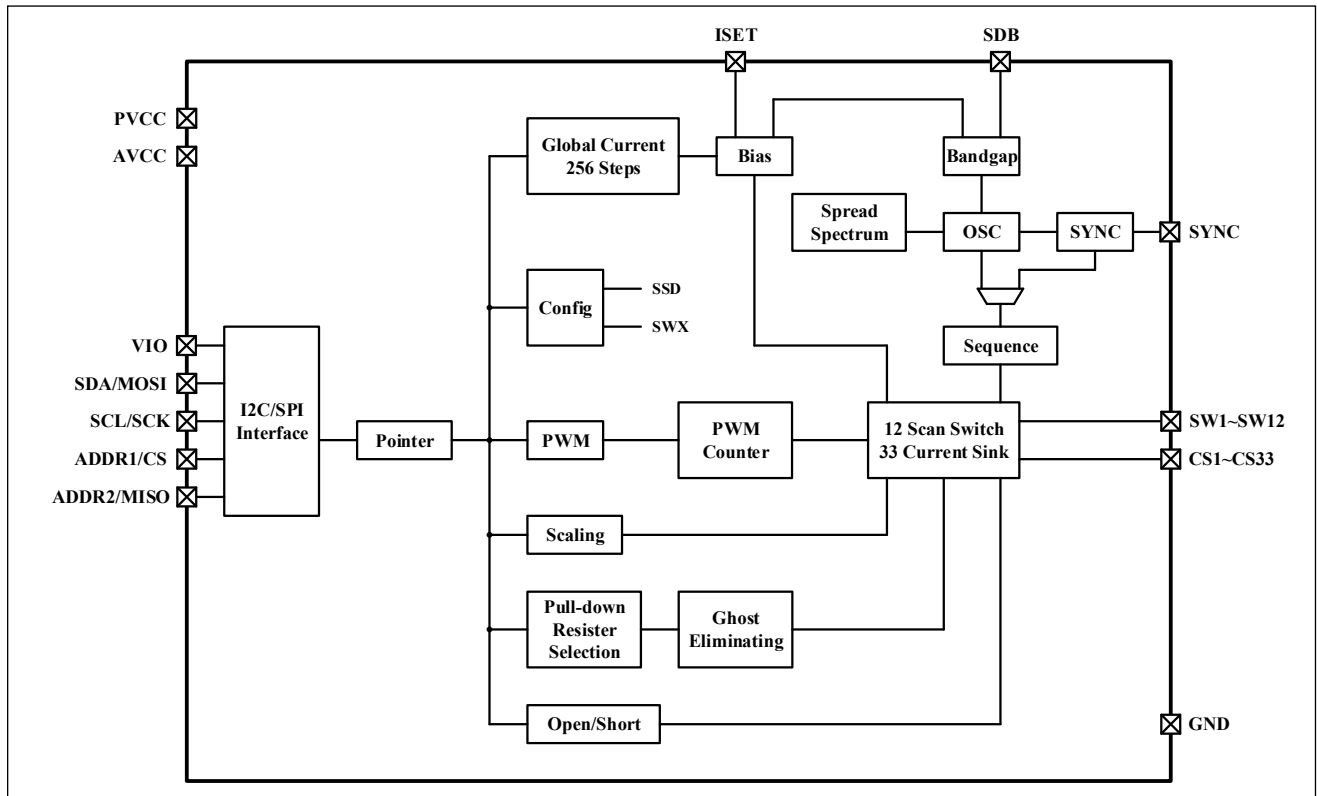 ISET
SDB
PVCC
AVCC
Global Current
256 Steps
Bias
Bandgap
Spread
Spectrum
OSC
SYNC
SYNC
Config
SSD
SWX
Sequence
VIO
SDA/MOSI
SCL/SCK
ADDR1/CS
ADDR2/MISO
I2C/SPI
Interface
Pointer
PWM
PWM
Counter
12 Scan Switch
33 Current Sink
SW1~SW12
CS1~CS33
Scaling
Pull-down
Resister
Selection
Ghost
Eliminating
Open/Short
GND